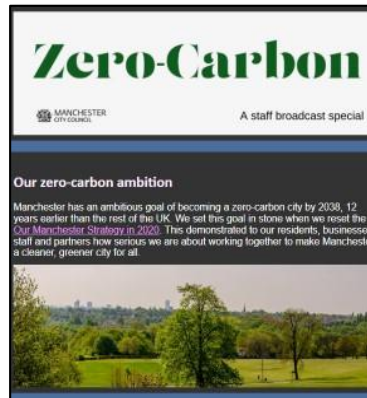 Zero-Carbon
MANCHESTER
CITY COUNCIL
A staff broadcast special
Our zero-carbon ambition
Manchester has an ambitious goal of becoming a zero-carbon city by 2038, 12
years earlier than the rest of the UK. We set this goal in stone when we reset the
Our Manchester Strategy in 2020. This demonstrated to our residents, businesse
staff and partners how serious we are about working together to make Mancheste
a cleaner, greener city for all.